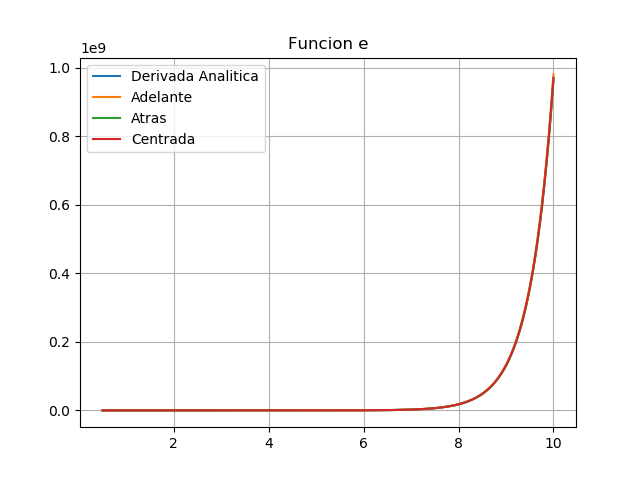 Funcion e
1e9
Derivada Analitica
Adelante
Atras
Centrada
1.0
0.8
0.6
0.4
0.2
0.0
2 4 6 8 10